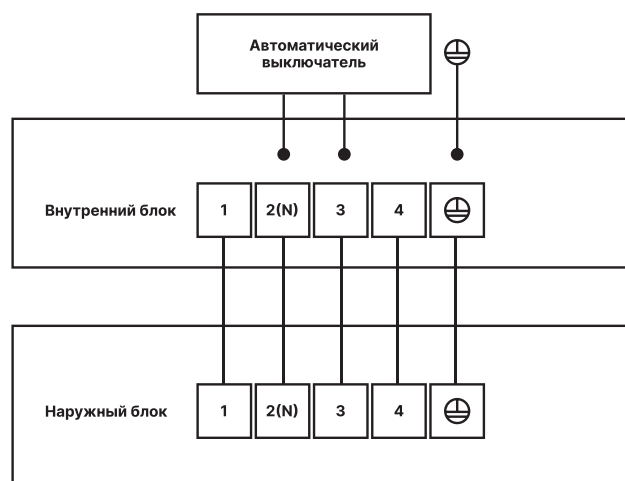 Автоматический
выключатель
Внутренний блок
1 2(N) 3 4
Наружный блок
1 2(N) 3 4